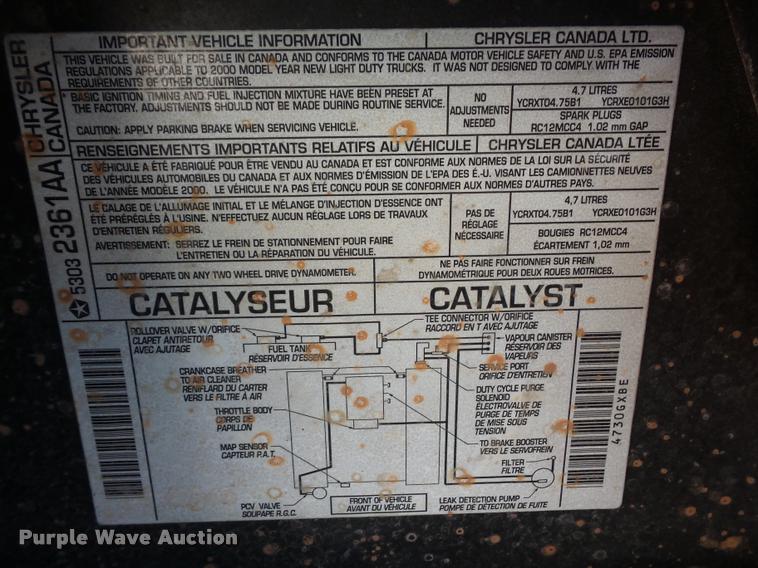 IMPORTANT VEHICLE INFORMATION
CHRYSLER CANADA LTD.
THIS VEHICLE WAS BUILT FOR SALE IN CANADA AND CONFORMS TO THE CANADA MOTOR VEHICLE SAFETY AND U.S. EPA EMISSION
REGULATIONS APPLICABLE TO 2000 MODEL YEAR NEW LIGHT DUTY TRUCKS. IT WAS NOT DESIGNED TO COMPLY WITH THE
REQUIREMENTS OF OTHER COUNTRIES.
* BASIC IGNITION TIMING AND FUEL INJECTION MIXTURE HAVE BEEN PRESET AT
THE FACTORY. ADJUSTMENTS SHOULD NOT BE MADE DURING ROUTINE SERVICE.
CAUTION: APPLY PARKING BRAKE WHEN SERVICING VEHICLE.
NO
ADJUSTMENTS
NEEDED
4.7 LITRES
YCRXT04.75B1 YCRXE0101G3H
SPARK PLUGS
RC12MCC4 1.02 mm GAP
RENSEIGNEMENTS IMPORTANTS RELATIFS AU VÉHICULE
CHRYSLER CANADA LTÉE
CE VÉHICULE A ÉTÉ FABRIQUÉ POUR ÊTRE VENDU AU CANADA ET EST CONFORME AUX NORMES DE LA LOI SUR LA SÉCURITÉ
DES VÉHICULES AUTOMOBILES DU CANADA ET AUX NORMES D'ÉMISSION DE L'EPA DES É.-U. VISANT LES CAMIONNETTES NEUVES
DE L'ANNÉE MODÈLE 2000. LE VÉHICULE N'A PAS ÉTÉ CONÇU POUR SE CONFORMER AUX NORMES D'AUTRES PAYS.
LE CALAGE DE L'ALLUMAGE INITIAL ET LE MÉLANGE D'INJECTION D'ESSENCE ONT
ÉTÉ PRÉRÉGLÉS À L'USINE. N'EFFECTUEZ AUCUN RÉGLAGE LORS DE TRAVAUX
D'ENTRETIEN RÉGULIERS.
AVERTISSEMENT: SERREZ LE FREIN DE STATIONNEMENT POUR FAIRE
L'ENTRETIEN OU LA RÉPARATION DU VÉHICULE.
PAS DE
RÉGLAGE
NÉCESSAIRE
4,7 LITRES
YCRXT04.75B1 YCRXE0101G3H
BOUGIES RC12MCC4
ÉCARTEMENT 1,02 mm
DO NOT OPERATE ON ANY TWO WHEEL DRIVE DYNAMOMETER.
NE PAS FAIRE FONCTIONNER SUR FREIN
DYNAMOMÉTRIQUE POUR DEUX ROUES MOTRICES.
5303 2361AA CHRYSLER
CANADA
CATALYSEUR
CATALYST
ROLLOVER VALVE W/ORIFICE
CLAPET ANTIRETOUR
AVEC AJUTAGE
FUEL TANK
RÉSERVOIR D'ESSENCE
TEE CONNECTOR W/ORIFICE
RACCORD EN T AVEC AJUTAGE
VAPOUR CANISTER
RÉSERVOIR DES
VAPEURS
SERVICE PORT
ORIFICE D'ENTRETIEN
CRANKCASE BREATHER
TO AIR CLEANER
RENIFLARD DU CARTER
VERS LE FILTRE À AIR
DUTY CYCLE PURGE
SOLENOID
ÉLECTROVALVE DE
PURGE DE TEMPS
DE MISE SOUS
TENSION
THROTTLE BODY
CORPS DE
PAPILLON
TO BRAKE BOOSTER
VERS LE SERVOFREIN
MAP SENSOR
CAPTEUR P.A.T.
FILTER
FILTRE
PCV VALVE
SOUPAPE R.G.C.
FRONT OF VEHICLE
AVANT DU VÉHICULE
LEAK DETECTION PUMP
POMPE DE DÉTECTION DE FUITE
4730GXBE
Purple Wave Auction